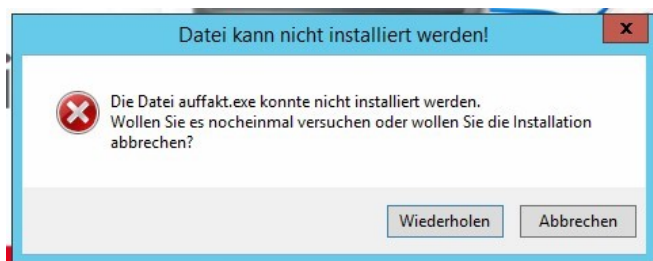 Datei kann nicht installiert werden!
x
Die Datei auffakt.exe konnte nicht installiert werden.
Wollen Sie es nocheinmal versuchen oder wollen Sie die Installation
abbrechen?
Wiederholen Abbrechen